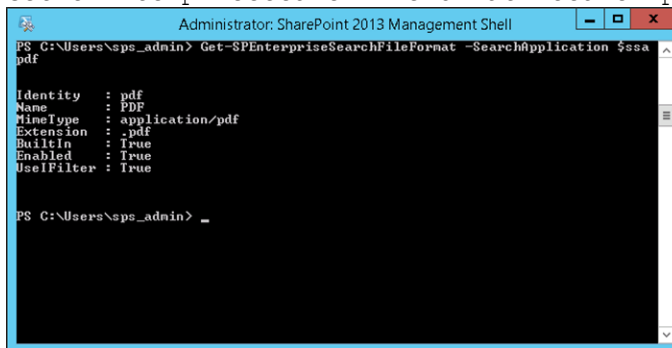 Administrator: SharePoint 2013 Management Shell
PS C:\Users\sps_admin> Get-SPEnterpriseSearchFileFormat -SearchApplication $ssa
pdf
Identity : pdf
Name : PDF
MimeType : application/pdf
Extension : .pdf
BuiltIn : True
Enabled : True
UseIFilter : True
PS C:\Users\sps_admin> _